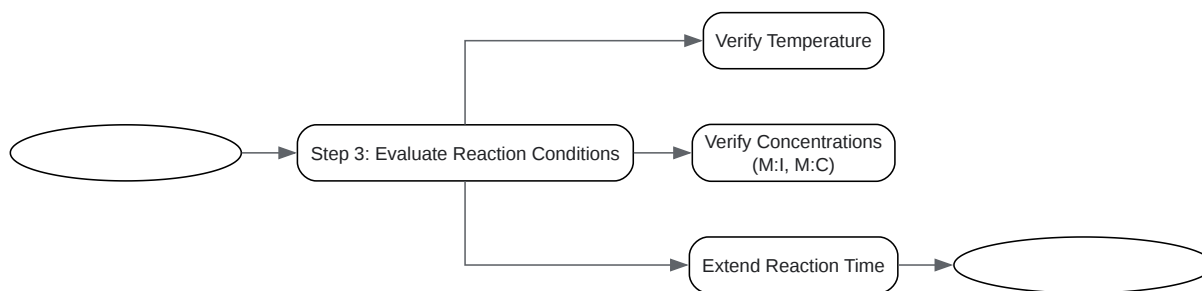 Verify Temperature
Step 3: Evaluate Reaction Conditions
Verify Concentrations
(M:I, M:C)
Extend Reaction Time